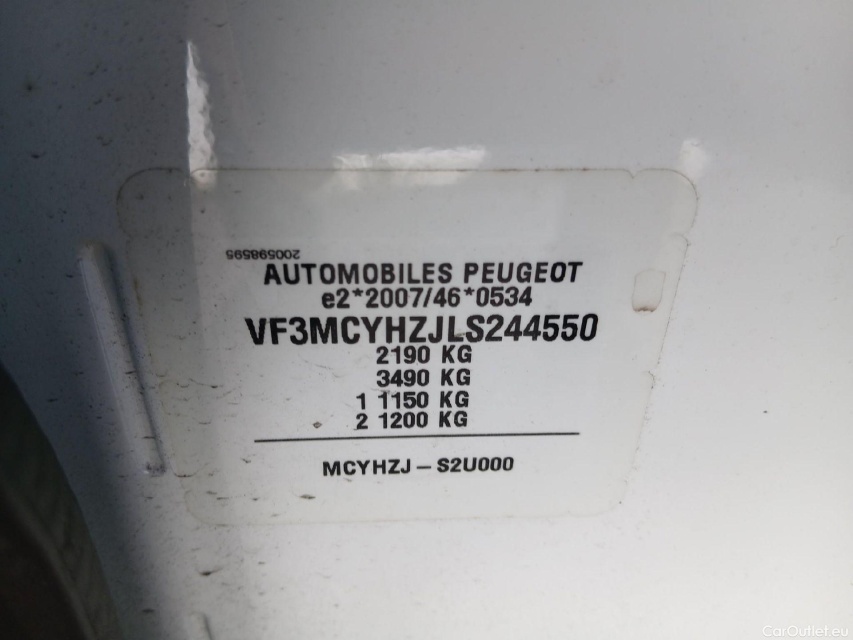 200598595
AUTOMOBILES PEUGEOT
e2*2007/46*0534
VF3MCYHZJLS244550
2190 KG
3490 KG
1 1150 KG
2 1200 KG
MCYHZJ – S2U000
CarOutlet.eu